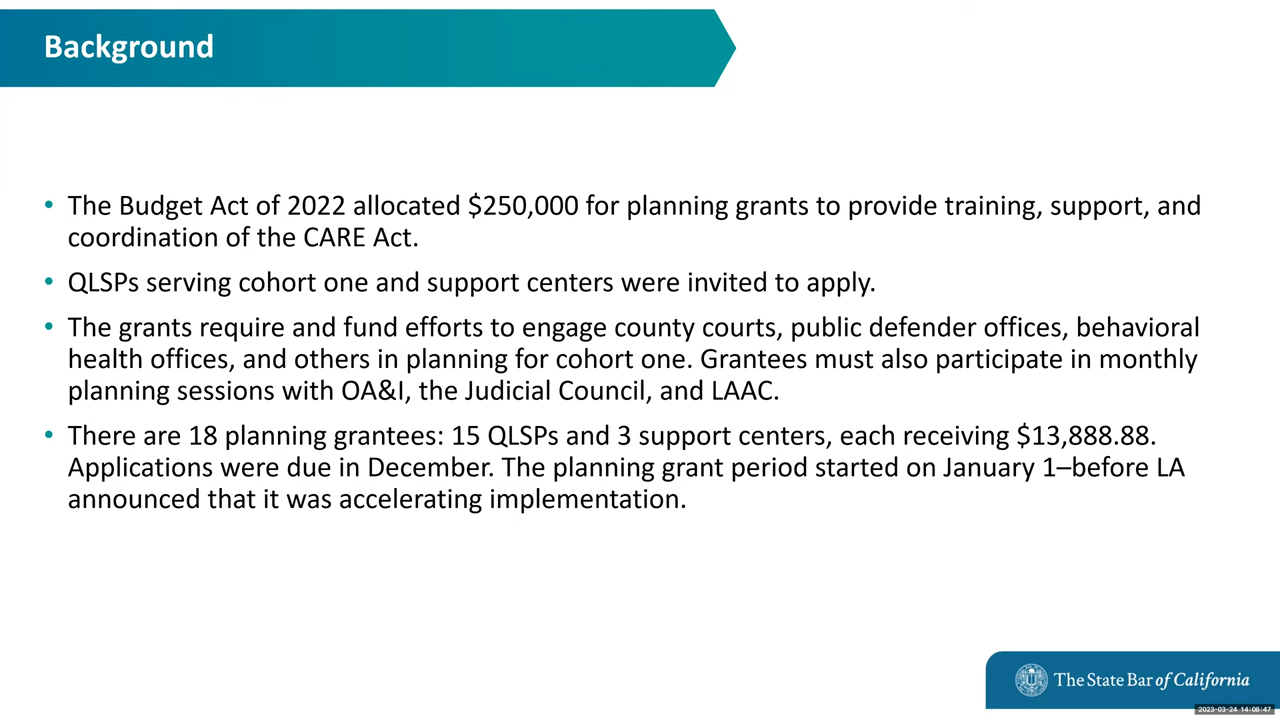 Background
• The Budget Act of 2022 allocated $250,000 for planning grants to provide training, support, and
coordination of the CARE Act.
• QLSPs serving cohort one and support centers were invited to apply.
• The grants require and fund efforts to engage county courts, public defender offices, behavioral
health offices, and others in planning for cohort one. Grantees must also participate in monthly
planning sessions with OA&I, the Judicial Council, and LAAC.
• There are 18 planning grantees: 15 QLSPs and 3 support centers, each receiving $13,888.88.
Applications were due in December. The planning grant period started on January 1–before LA
announced that it was accelerating implementation.
The State Bar of California
2023-03-24 14:08:47